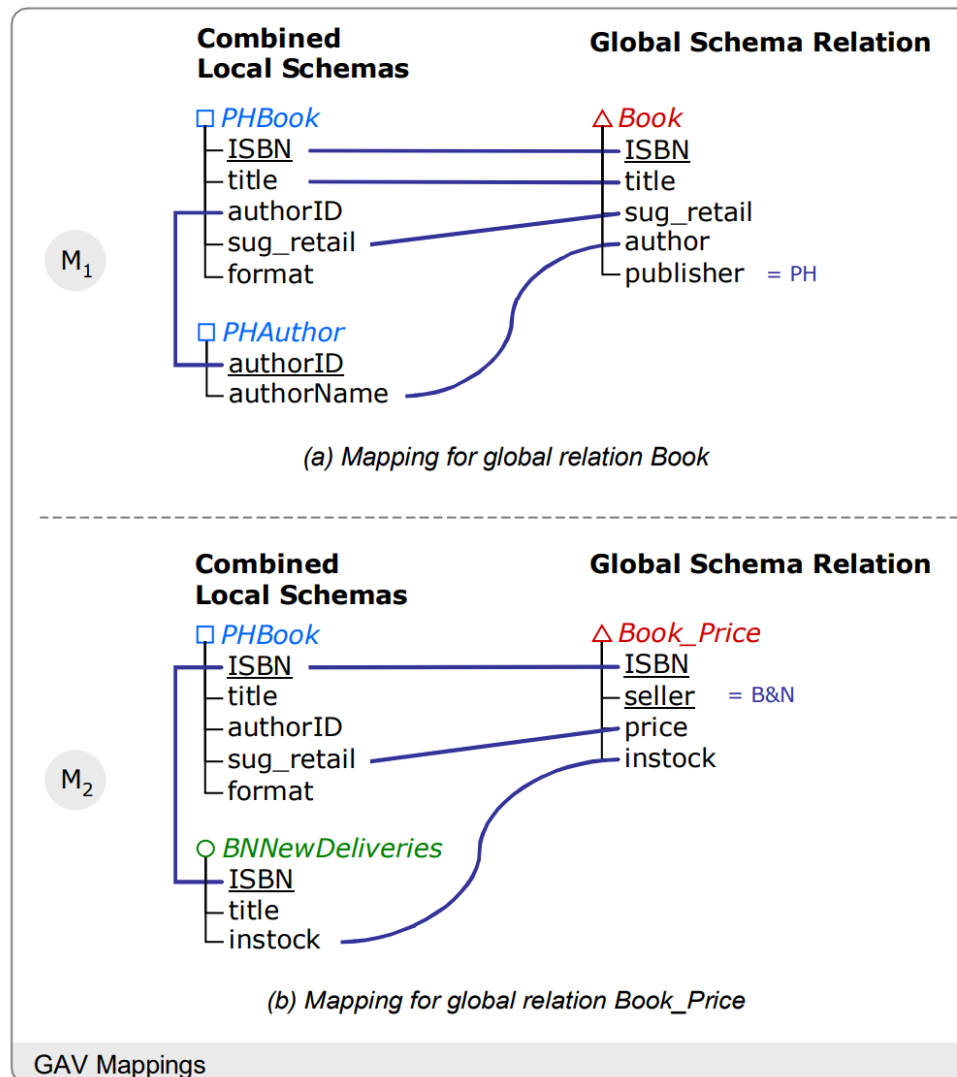 Combined
Local Schemas
Global Schema Relation
PHBook
ISBN
title
authorID
sug_retail
format
PHAuthor
authorID
authorName
Book
ISBN
title
sug_retail
author
publisher = PH
M1
(a) Mapping for global relation Book
Combined
Local Schemas
Global Schema Relation
PHBook
ISBN
title
authorID
sug_retail
format
BNNewDeliveries
ISBN
title
instock
Book_Price
ISBN
seller = B&N
price
instock
M2
(b) Mapping for global relation Book_Price
GAV Mappings